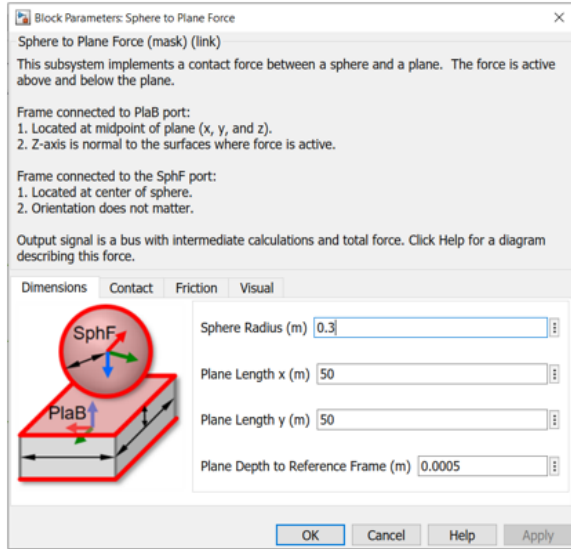 Block Parameters: Sphere to Plane Force
Sphere to Plane Force (mask) (link)
This subsystem implements a contact force between a sphere and a plane. The force is active
above and below the plane.
Frame connected to PlaB port:
1. Located at midpoint of plane (x, y, and z).
2. Z-axis is normal to the surfaces where force is active.
Frame connected to the SphF port:
1. Located at center of sphere.
2. Orientation does not matter.
Output signal is a bus with intermediate calculations and total force. Click Help for a diagram
describing this force.
Dimensions Contact Friction Visual
SphF
PlaB
Sphere Radius (m) 0.3
Plane Length x (m) 50
Plane Length y (m) 50
Plane Depth to Reference Frame (m) 0.0005
OK Cancel Help Apply